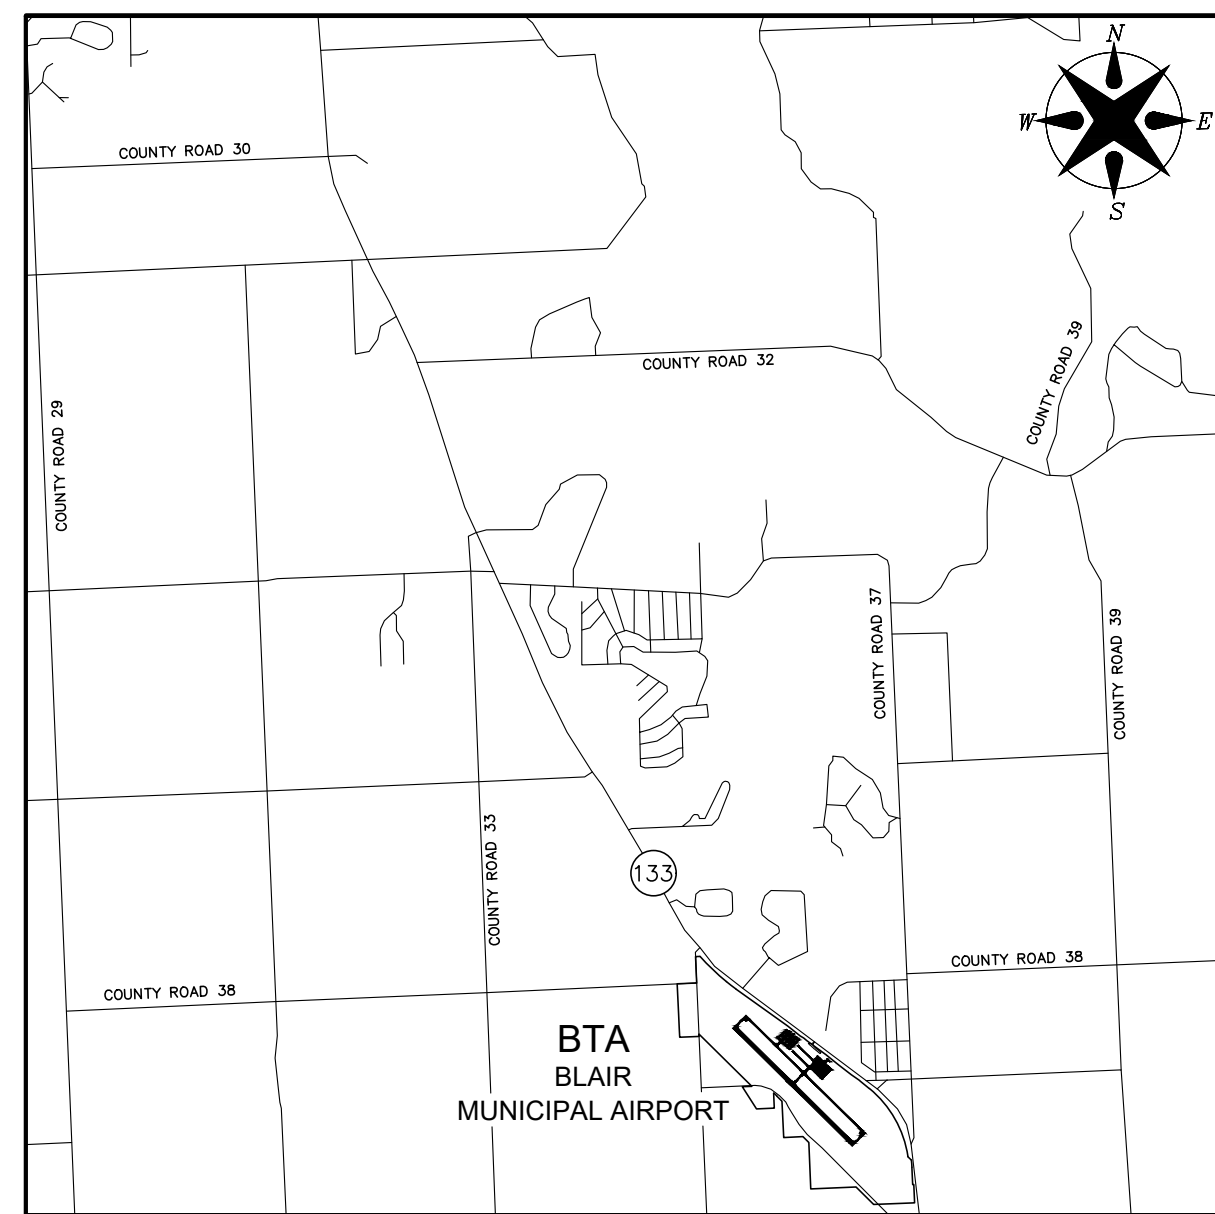 N
W E
S
COUNTY ROAD 30
COUNTY ROAD 32
COUNTY ROAD 39
COUNTY ROAD 29
COUNTY ROAD 37
COUNTY ROAD 39
COUNTY ROAD 33
133
COUNTY ROAD 38
COUNTY ROAD 38
BTA
BLAIR
MUNICIPAL AIRPORT